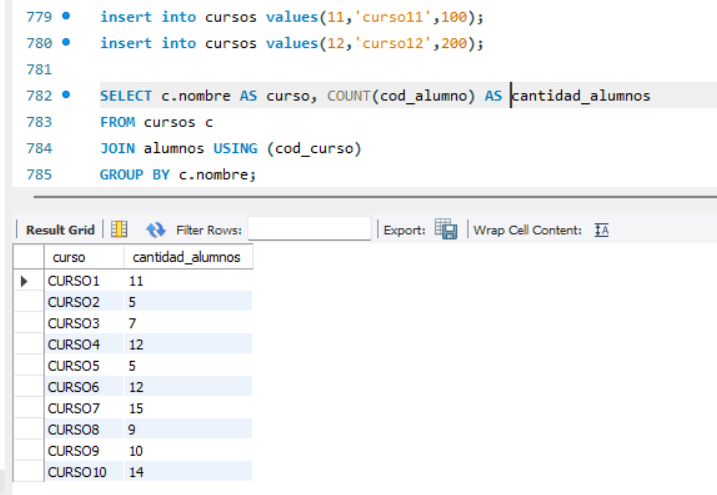 779 insert into cursos values(11,'curso11',100);
780 insert into cursos values(12,'curso12',200);
781
782 SELECT c.nombre AS curso, COUNT(cod_alumno) AS cantidad_alumnos
783 FROM cursos c
784 JOIN alumnos USING (cod_curso)
785 GROUP BY c.nombre;
Result Grid Filter Rows: Export: Wrap Cell Content: IA
curso cantidad_alumnos
CURSO1 11
CURSO2 5
CURSO3 7
CURSO4 12
CURSO5 5
CURSO6 12
CURSO7 15
CURSO8 9
CURSO9 10
CURSO10 14